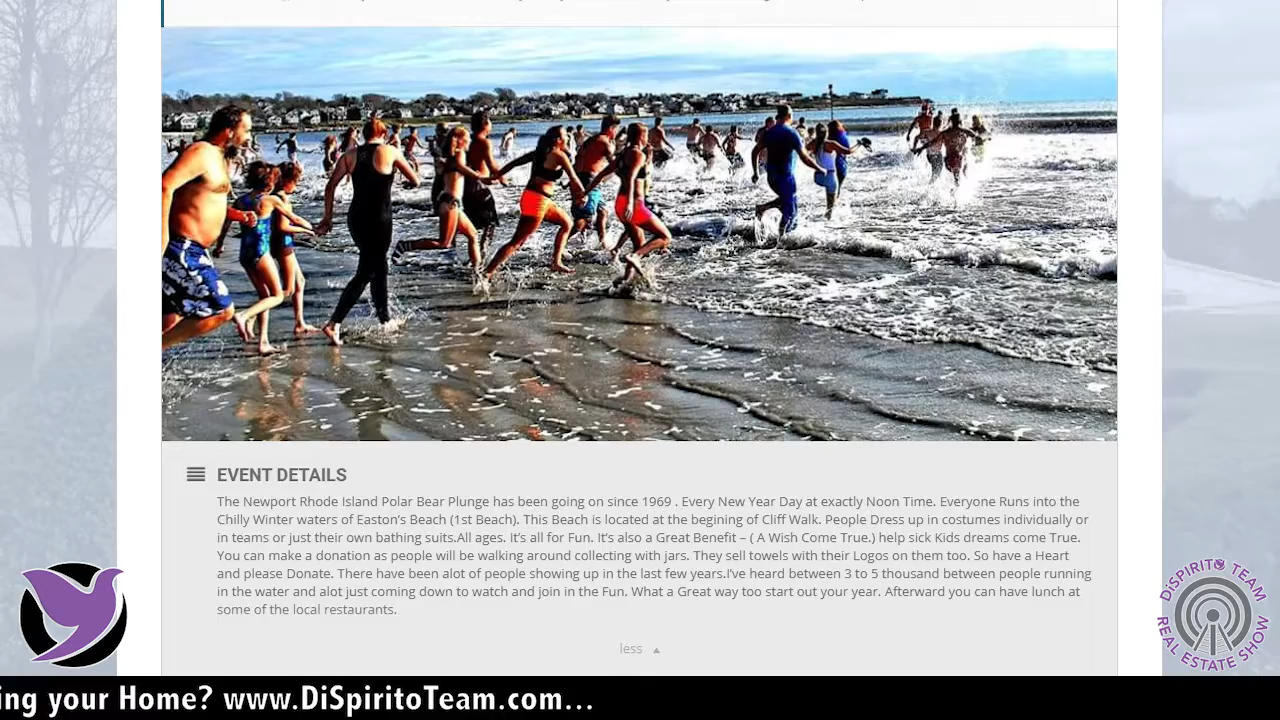 EVENT DETAILS
The Newport Rhode Island Polar Bear Plunge has been going on since 1969 . Every New Year Day at exactly Noon Time. Everyone Runs into the
Chilly Winter waters of Easton’s Beach (1st Beach). This Beach is located at the begining of Cliff Walk. People Dress up in costumes individually or
in teams or just their own bathing suits.All ages. It’s all for Fun. It’s also a Great Benefit – ( A Wish Come True.) help sick Kids dreams come True.
You can make a donation as people will be walking around collecting with jars. They sell towels with their Logos on them too. So have a Heart
and please Donate. There have been alot of people showing up in the last few years.I’ve heard between 3 to 5 thousand between people running
in the water and alot just coming down to watch and join in the Fun. What a Great way too start out your year. Afterward you can have lunch at
some of the local restaurants.
less
DiSPIRITO TEAM
REAL ESTATE SHOW
ing your Home? www.DiSpiritoTeam.com...